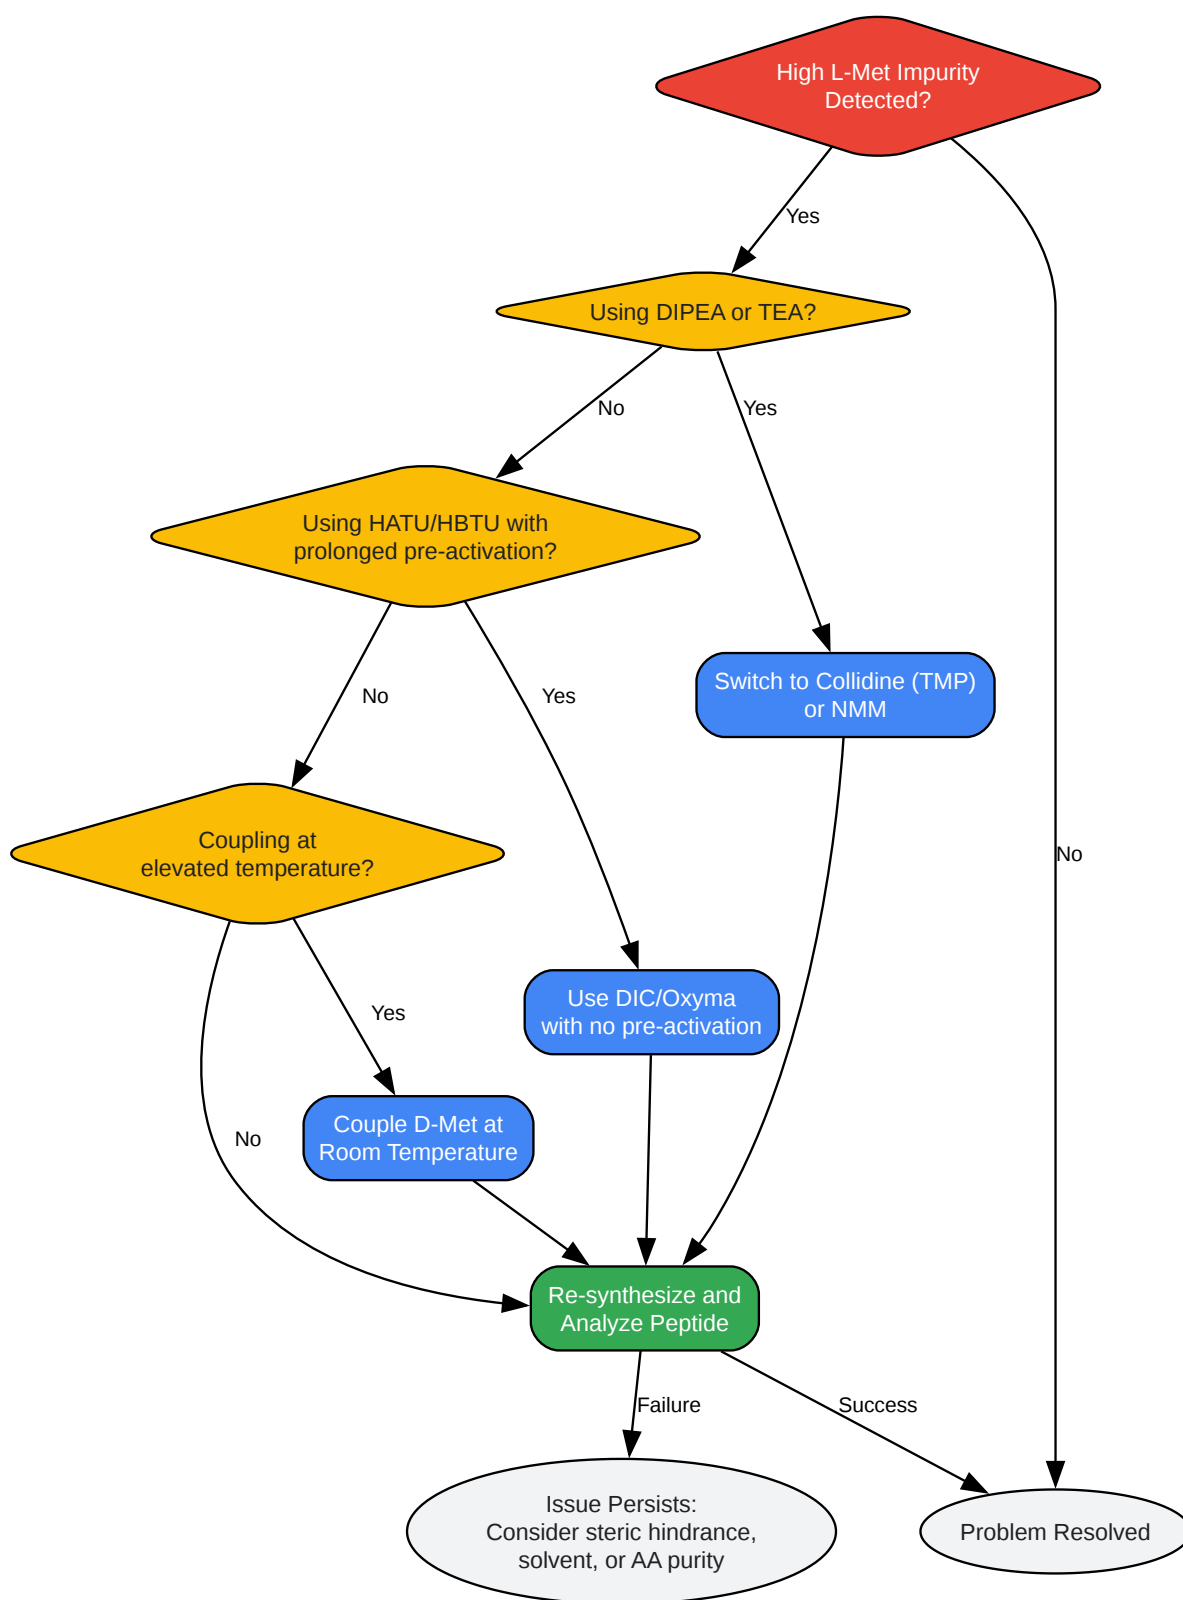 High L-Met Impurity
Detected?
Yes
Using DIPEA or TEA?
No
Yes
Using HATU/HBTU with
prolonged pre-activation?
Switch to Collidine (TMP)
or NMM
No
Yes
Coupling at
elevated temperature?
No
Use DIC/Oxyma
with no pre-activation
Yes
Couple D-Met at
Room Temperature
No
Re-synthesize and
Analyze Peptide
Failure
Success
Issue Persists:
Consider steric hindrance,
solvent, or AA purity
Problem Resolved